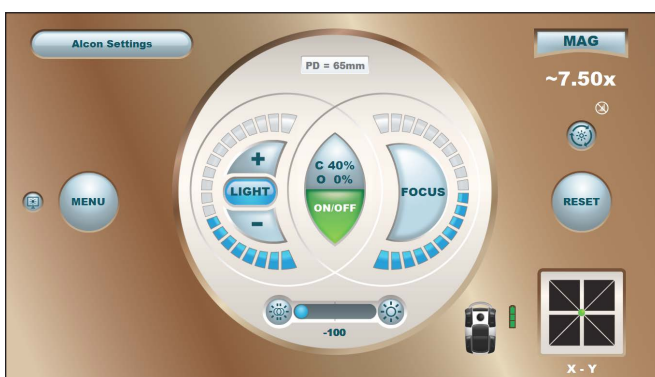 Alcon Settings
MAG
PD = 65mm
~7.50x
+
C 40%
O 0%
LIGHT
FOCUS
MENU
RESET
ON/OFF
-
-100
X - Y